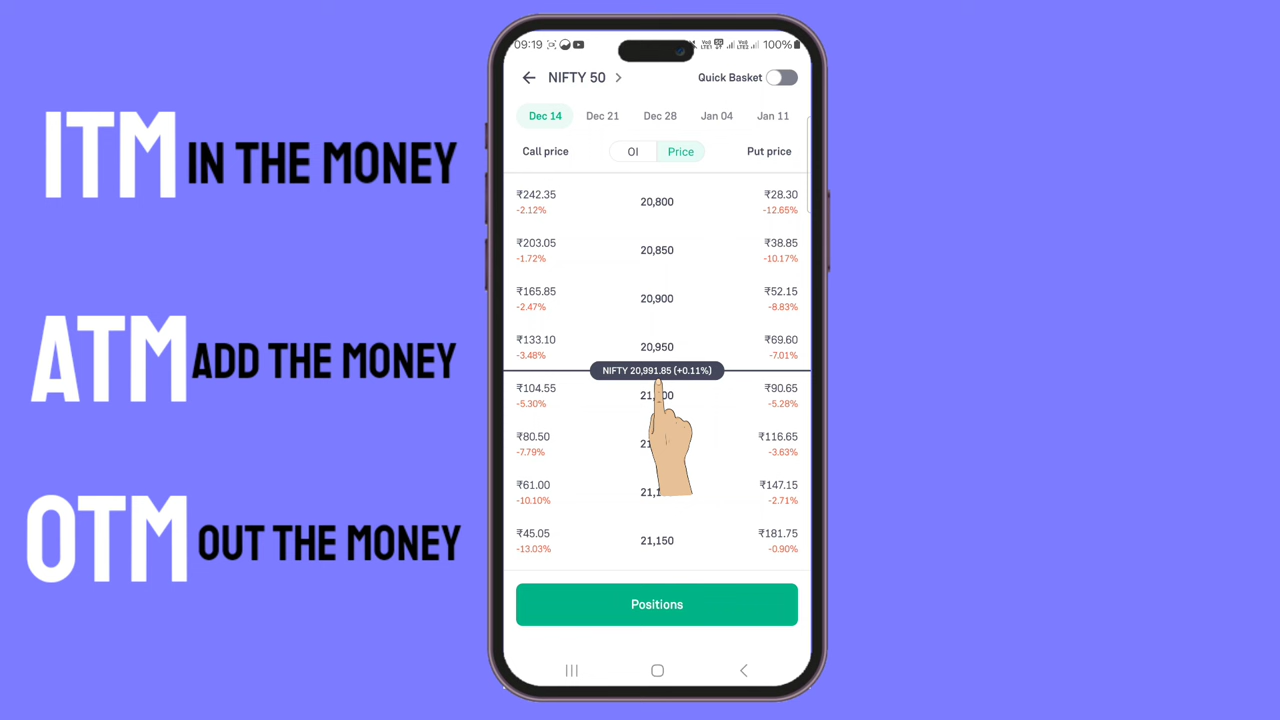 ITM IN THE MONEY
ATM ADD THE MONEY
OTM OUT THE MONEY
09:19 100%
NIFTY 50 Quick Basket
Dec 14 Dec 21 Dec 28 Jan 04 Jan 11
Call price OI Price Put price
₹242.35 20,800 ₹28.30
-2.12% -12.65%
₹203.05 20,850 ₹38.85
-1.72% -10.17%
₹165.85 20,900 ₹52.15
-2.47% -8.83%
₹133.10 20,950 ₹69.60
-3.48% -7.01%
NIFTY 20,991.85 (+0.11%)
₹104.55 ₹90.65
-5.30% -5.28%
₹80.50 ₹116.65
-7.79% -3.63%
₹61.00 ₹147.15
-10.10% -2.71%
₹45.05 21,150 ₹181.75
-13.03% -0.90%
Positions